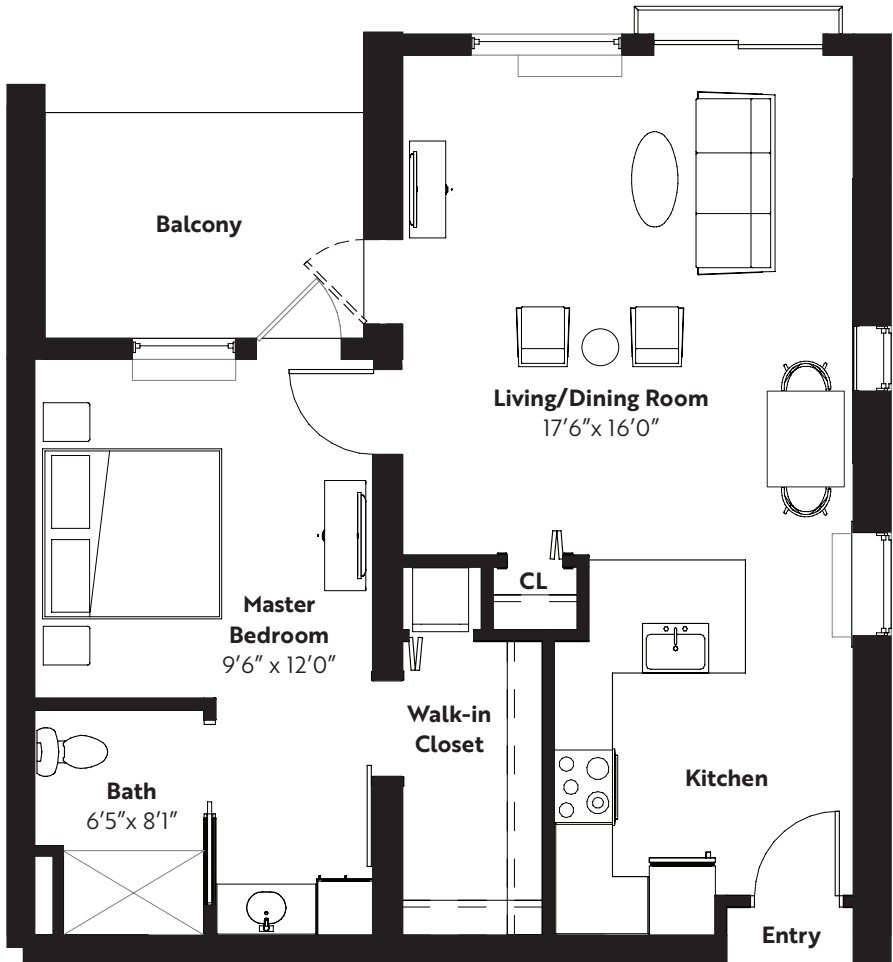 Balcony
Living/Dining Room
17’6”x 16’0”
CL
Master
Bedroom
9’6” x 12’0”
Walk-in
Closet
Kitchen
Bath
6’5”x 8’1”
Entry